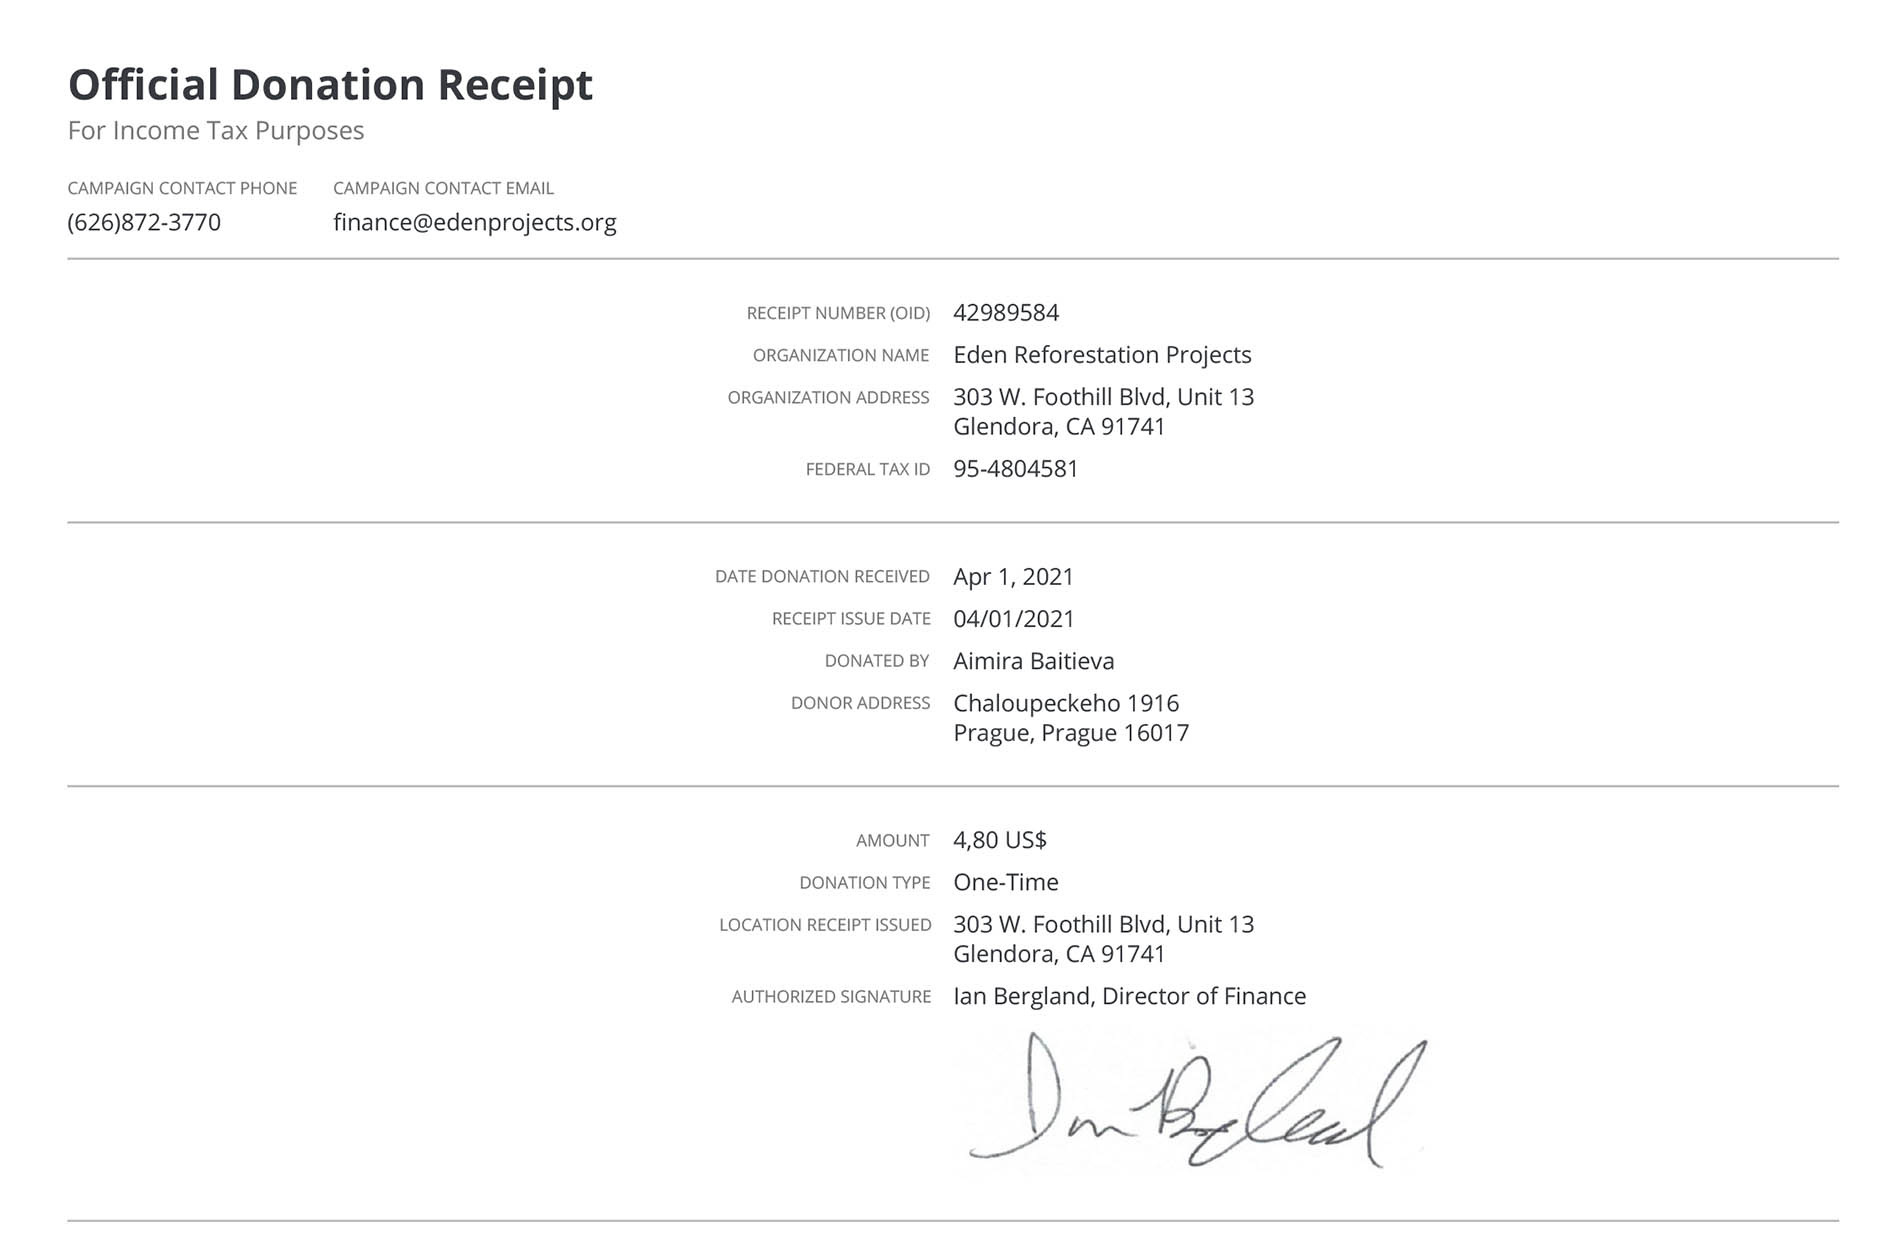 Official Donation Receipt
For Income Tax Purposes
CAMPAIGN CONTACT PHONE CAMPAIGN CONTACT EMAIL
(626)872-3770 finance@edenprojects.org
RECEIPT NUMBER (OID) 42989584
ORGANIZATION NAME Eden Reforestation Projects
ORGANIZATION ADDRESS 303 W. Foothill Blvd, Unit 13
Glendora, CA 91741
FEDERAL TAX ID 95-4804581
DATE DONATION RECEIVED Apr 1, 2021
RECEIPT ISSUE DATE 04/01/2021
DONATED BY Aimira Baitieva
DONOR ADDRESS Chaloupeckeho 1916
Prague, Prague 16017
AMOUNT 4,80 US$
DONATION TYPE One-Time
LOCATION RECEIPT ISSUED 303 W. Foothill Blvd, Unit 13
Glendora, CA 91741
AUTHORIZED SIGNATURE Ian Bergland, Director of Finance